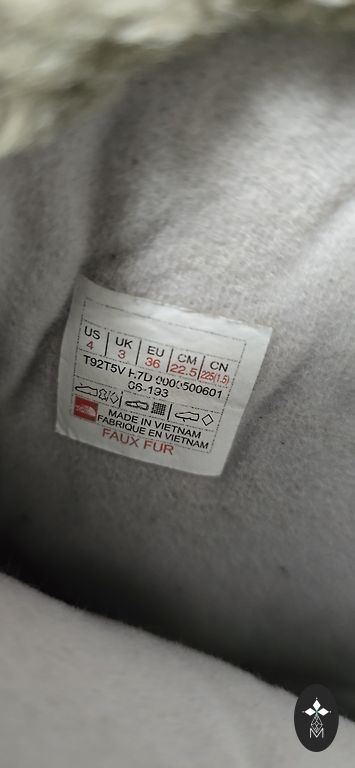 US UK EU CM CN
4 3 36 22.5 225(1.5)
T92T5V H7D 0000500601
06-193
MADE IN VIETNAM
FABRIQUE EN VIETNAM
FAUX FUR
M